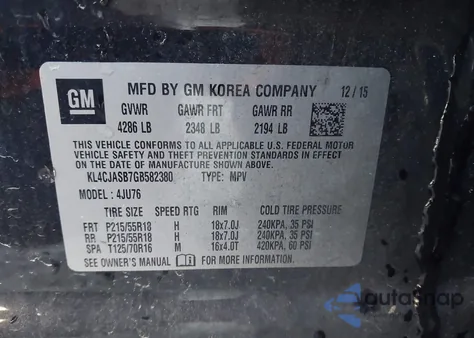 GM
MFD BY GM KOREA COMPANY 12/15
GVWR GAWR FRT GAWR RR
4286 LB 2348 LB 2194 LB
THIS VEHICLE CONFORMS TO ALL APPLICABLE U.S. FEDERAL MOTOR
VEHICLE SAFETY, BUMPER, AND THEFT PREVENTION STANDARDS IN
EFFECT ON THE DATE OF MANUFACTURE SHOWN ABOVE.
KL4CJASB7GB582380 TYPE: MPV
MODEL: 4JU76
TIRE SIZE SPEED RTG RIM COLD TIRE PRESSURE
FRT P215/55R18 H 18x7.0J 240KPA, 35 PSI
RR P215/55R18 H 18x7.0J 240KPA, 35 PSI
SPA T125/70R16 M 16x4.0T 420KPA, 60 PSI
SEE OWNER'S MANUAL FOR MORE INFORMATION.
autosnap